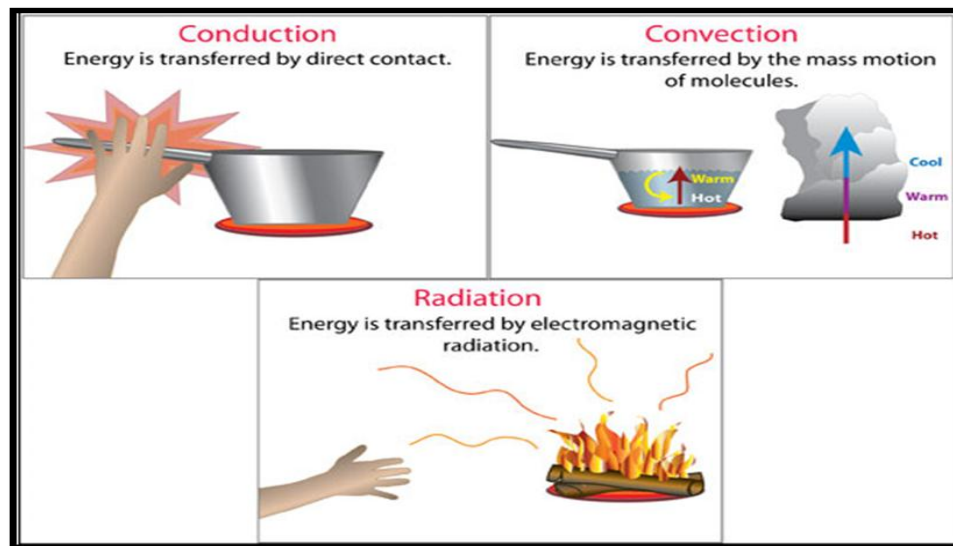 Conduction
Energy is transferred by direct contact.
Convection
Energy is transferred by the mass motion
of molecules.
Warm
Hot
Cool
Warm
Hot
Radiation
Energy is transferred by electromagnetic
radiation.